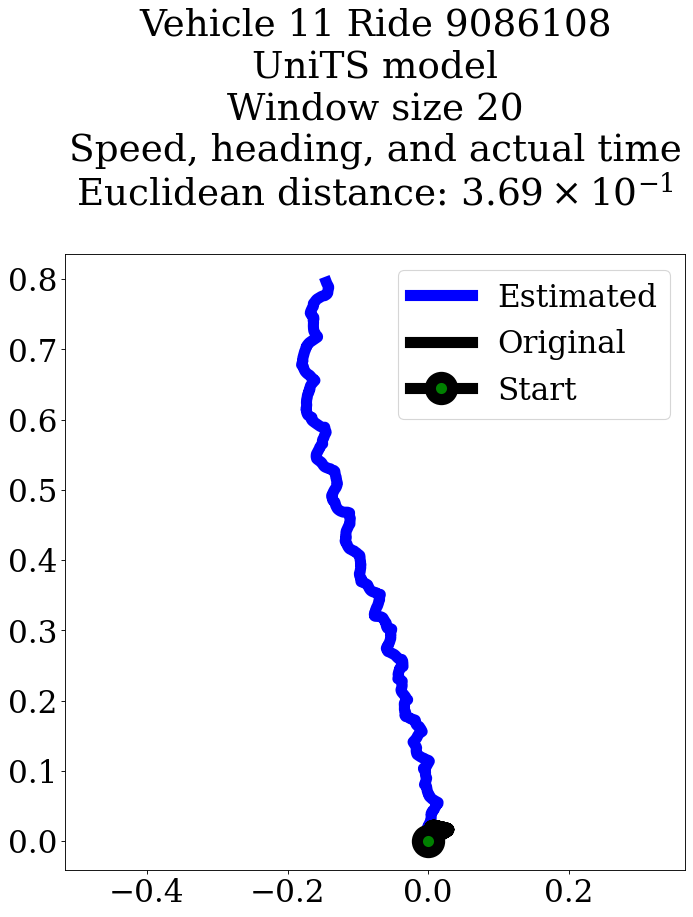 Vehicle 11 Ride 9086108
UniTS model
Window size 20
Speed, heading, and actual time
Euclidean distance: 3.69 × 10⁻¹
Estimated
Original
Start
0.8
0.7
0.6
0.5
0.4
0.3
0.2
0.1
0.0
−0.4 −0.2 0.0 0.2